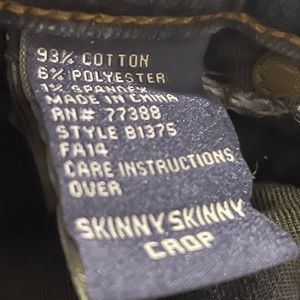 93% COTTON
6% POLYESTER
1% SPANDEX
MADE IN CHINA
RN# 77388
STYLE B1375
FA14
CARE INSTRUCTIONS
OVER
SKINNY, SKINNY
CROP